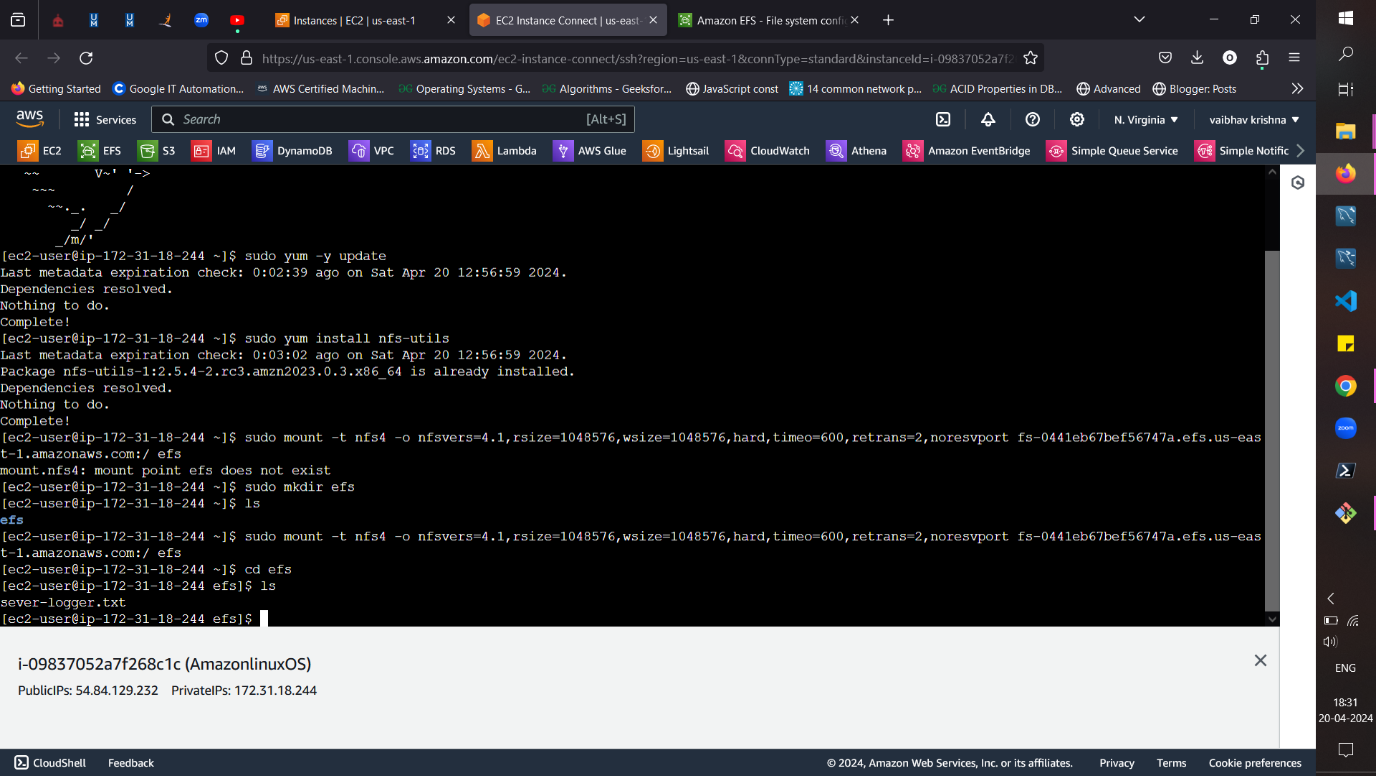 zm
Instances | EC2 | us-east-1
EC2 Instance Connect | us-east-
Amazon EFS - File system confi
https://us-east-1.console.aws.amazon.com/ec2-instance-connect/ssh?region=us-east-1&connType=standard&instanceId=i-09837052a7f2
Getting Started
Google IT Automation...
AWS Certified Machin...
Operating Systems - G...
Algorithms - Geeksfor...
JavaScript const
14 common network p...
ACID Properties in DB...
Advanced
Blogger: Posts
aws
Services
Search
[Alt+S]
N. Virginia
vaibhav krishna
EC2
EFS
S3
IAM
DynamoDB
VPC
RDS
Lambda
AWS Glue
Lightsail
CloudWatch
Athena
Amazon EventBridge
Simple Queue Service
Simple Notific
~~ V~' '->
~~~ /
~~._. _/
_/ _/
_/m/'
[ec2-user@ip-172-31-18-244 ~]$ sudo yum -y update
Last metadata expiration check: 0:02:39 ago on Sat Apr 20 12:56:59 2024.
Dependencies resolved.
Nothing to do.
Complete!
[ec2-user@ip-172-31-18-244 ~]$ sudo yum install nfs-utils
Last metadata expiration check: 0:03:02 ago on Sat Apr 20 12:56:59 2024.
Package nfs-utils-1:2.5.4-2.rc3.amzn2023.0.3.x86_64 is already installed.
Dependencies resolved.
Nothing to do.
Complete!
[ec2-user@ip-172-31-18-244 ~]$ sudo mount -t nfs4 -o nfsvers=4.1,rsize=1048576,wsize=1048576,hard,timeo=600,retrans=2,noresvport fs-0441eb67bef56747a.efs.us-eas
t-1.amazonaws.com:/ efs
mount.nfs4: mount point efs does not exist
[ec2-user@ip-172-31-18-244 ~]$ sudo mkdir efs
[ec2-user@ip-172-31-18-244 ~]$ ls
efs
[ec2-user@ip-172-31-18-244 ~]$ sudo mount -t nfs4 -o nfsvers=4.1,rsize=1048576,wsize=1048576,hard,timeo=600,retrans=2,noresvport fs-0441eb67bef56747a.efs.us-eas
t-1.amazonaws.com:/ efs
[ec2-user@ip-172-31-18-244 ~]$ cd efs
[ec2-user@ip-172-31-18-244 efs]$ ls
sever-logger.txt
[ec2-user@ip-172-31-18-244 efs]$
i-09837052a7f268c1c (AmazonlinuxOS)
PublicIPs: 54.84.129.232 PrivateIPs: 172.31.18.244
CloudShell
Feedback
© 2024, Amazon Web Services, Inc. or its affiliates.
Privacy
Terms
Cookie preferences
zoom
ENG
18:31
20-04-2024